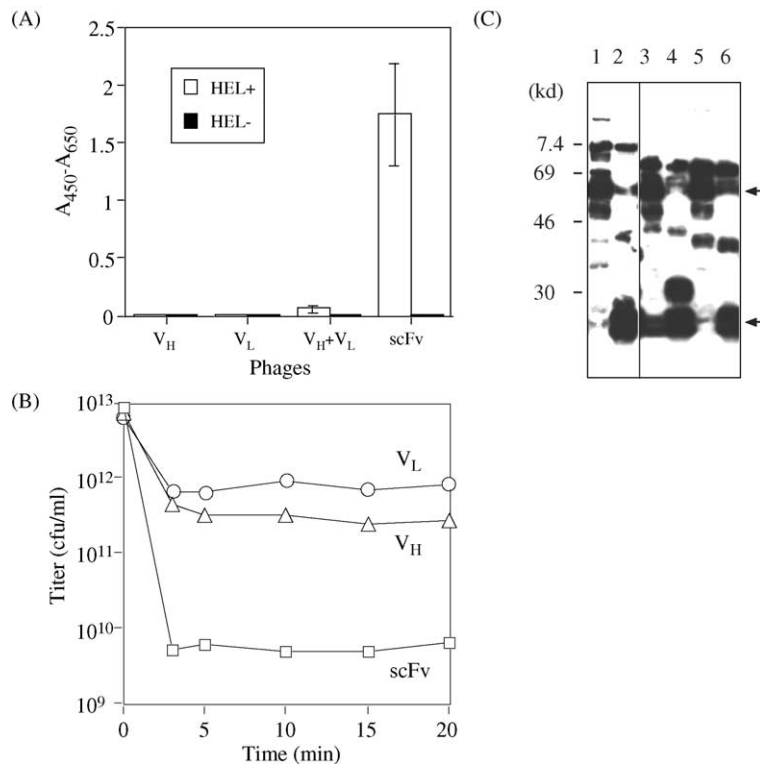 (A)
2.5
2
1.5
1
0.5
0
A450-A650
HEL+
HEL-
VH
VL
VH+VL
scFv
Phages
(B)
10^13
10^12
10^11
10^10
10^9
Titer (cfu/ml)
VL
VH
scFv
0
5
10
15
20
Time (min)
(C)
1 2 3 4 5 6
(kd)
7.4
69
46
30